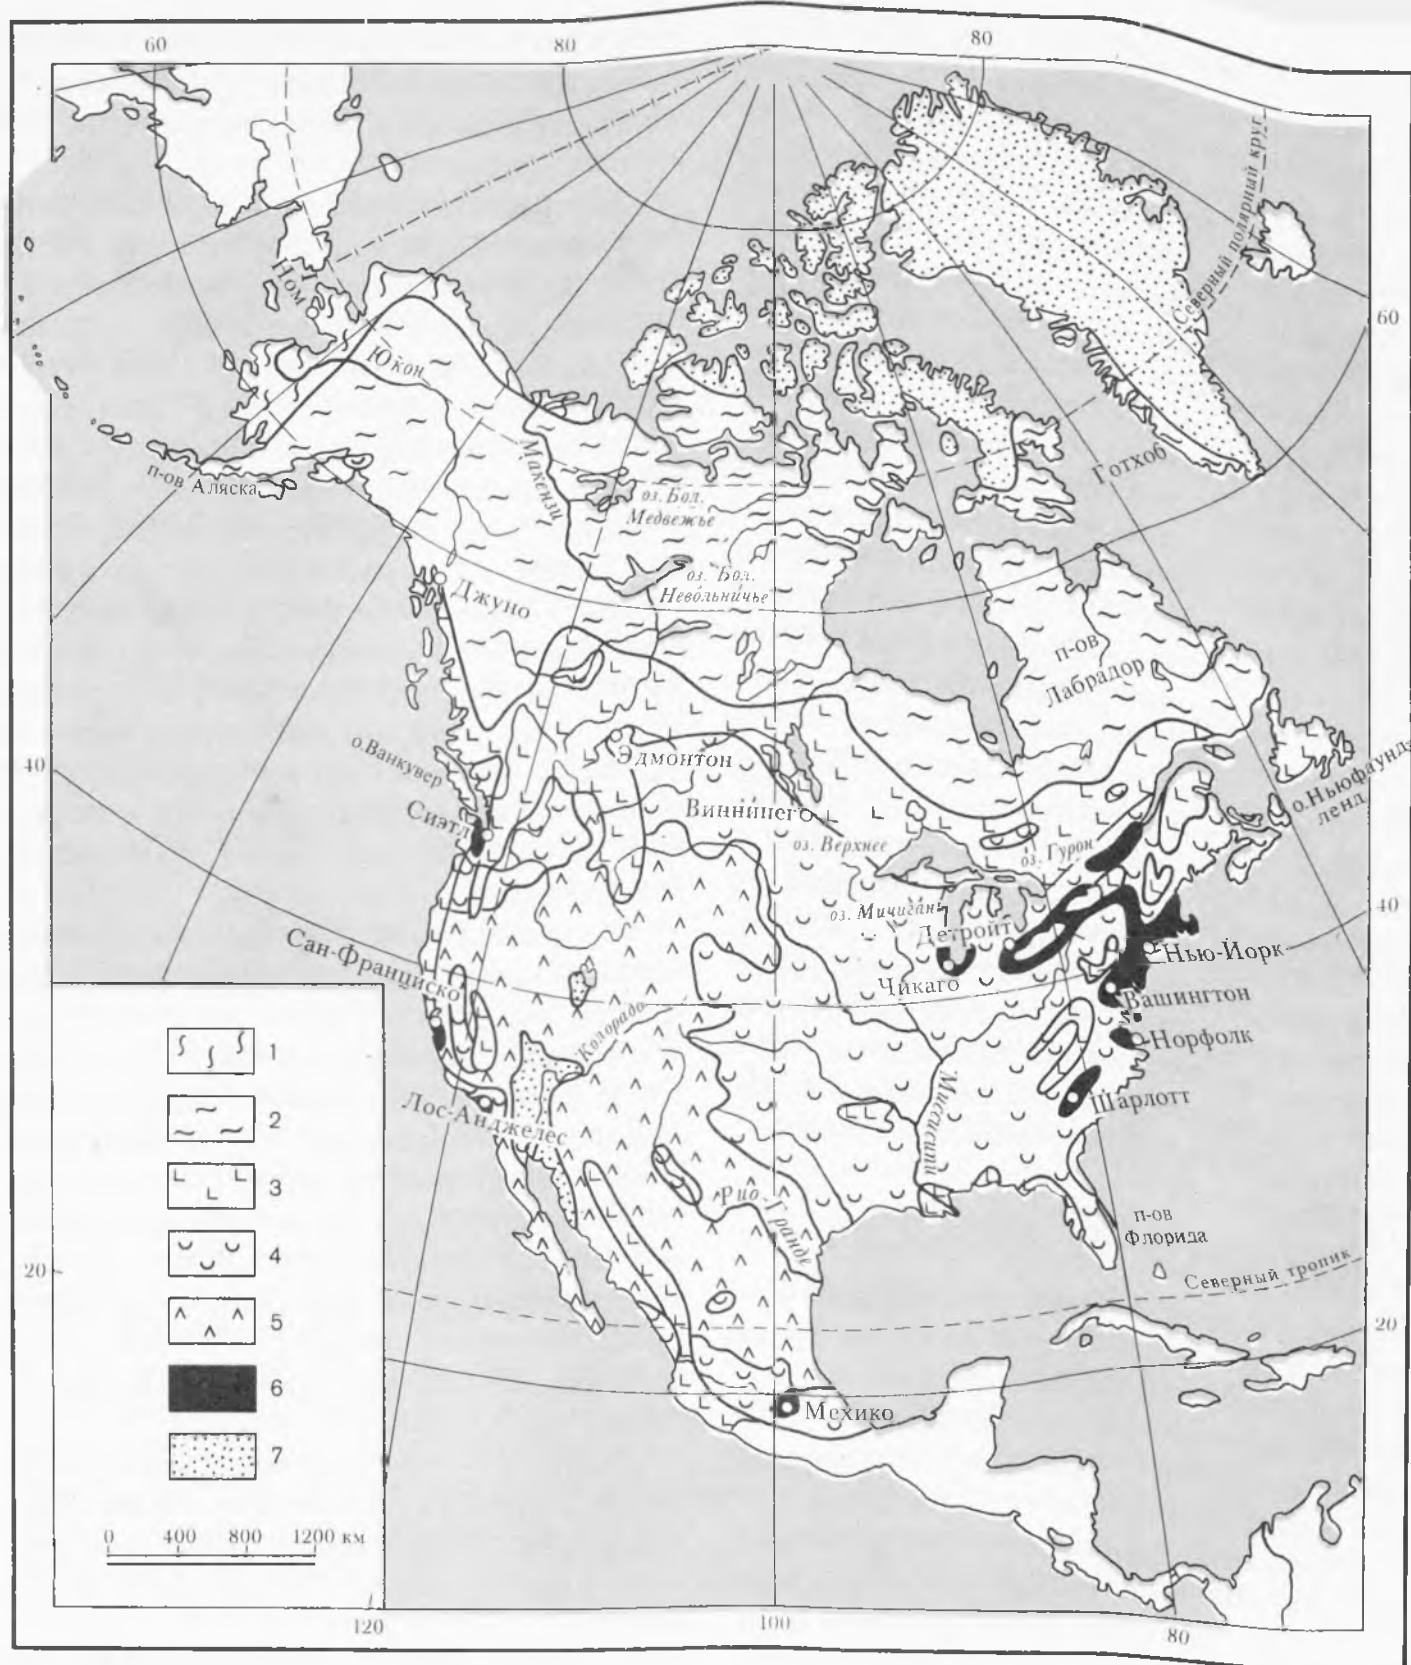 60
80
80
Северный полярный круг
60
Ном
Юкон
Макензи
п-ов Аляска
оз. Бол.
Медвежье
Готхоб
оз. Бол.
Невольничье
Джуно
п-ов
Лабрадор
40
о.Ванкувер
Эдмонтон
о.Ньюфаунд-
ленд
Сиэтл
Виннипег
оз. Верхнее
оз. Гурон
оз. Мичиган
Детройт
40
Сан-Франциско
Чикаго
Нью-Йорк
Вашингтон
Колорадо
Норфолк
1
Миссисипи
Шарлотт
Лос-Анджелес
2
3
Рио-Гранде
п-ов
Флорида
4
20
Северный тропик
5
20
6
Мехико
7
0 400 800 1200 км
120
100
80